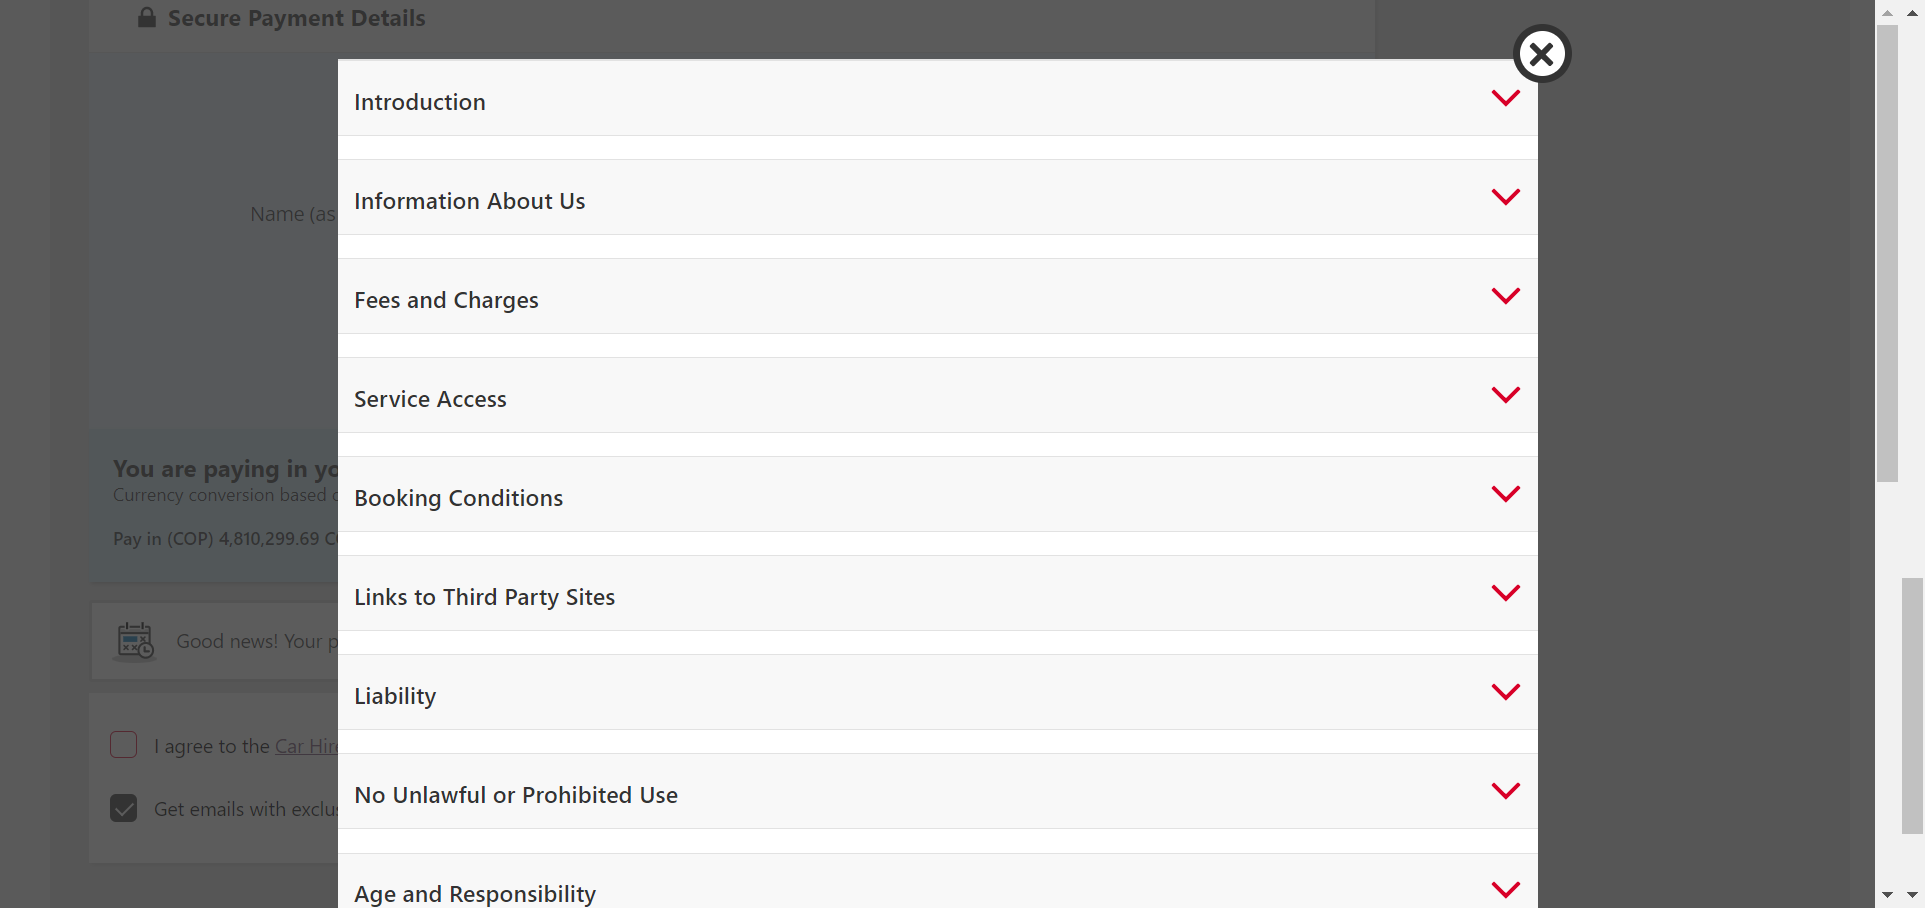 Secure Payment Details
Introduction
Information About Us
Name (as
Fees and Charges
Service Access
You are paying in yo
Currency conversion based
Booking Conditions
Pay in (COP) 4,810,299.69 C
Links to Third Party Sites
Good news! Your p
Liability
I agree to the Car Hire
No Unlawful or Prohibited Use
Get emails with exclu
Age and Responsibility